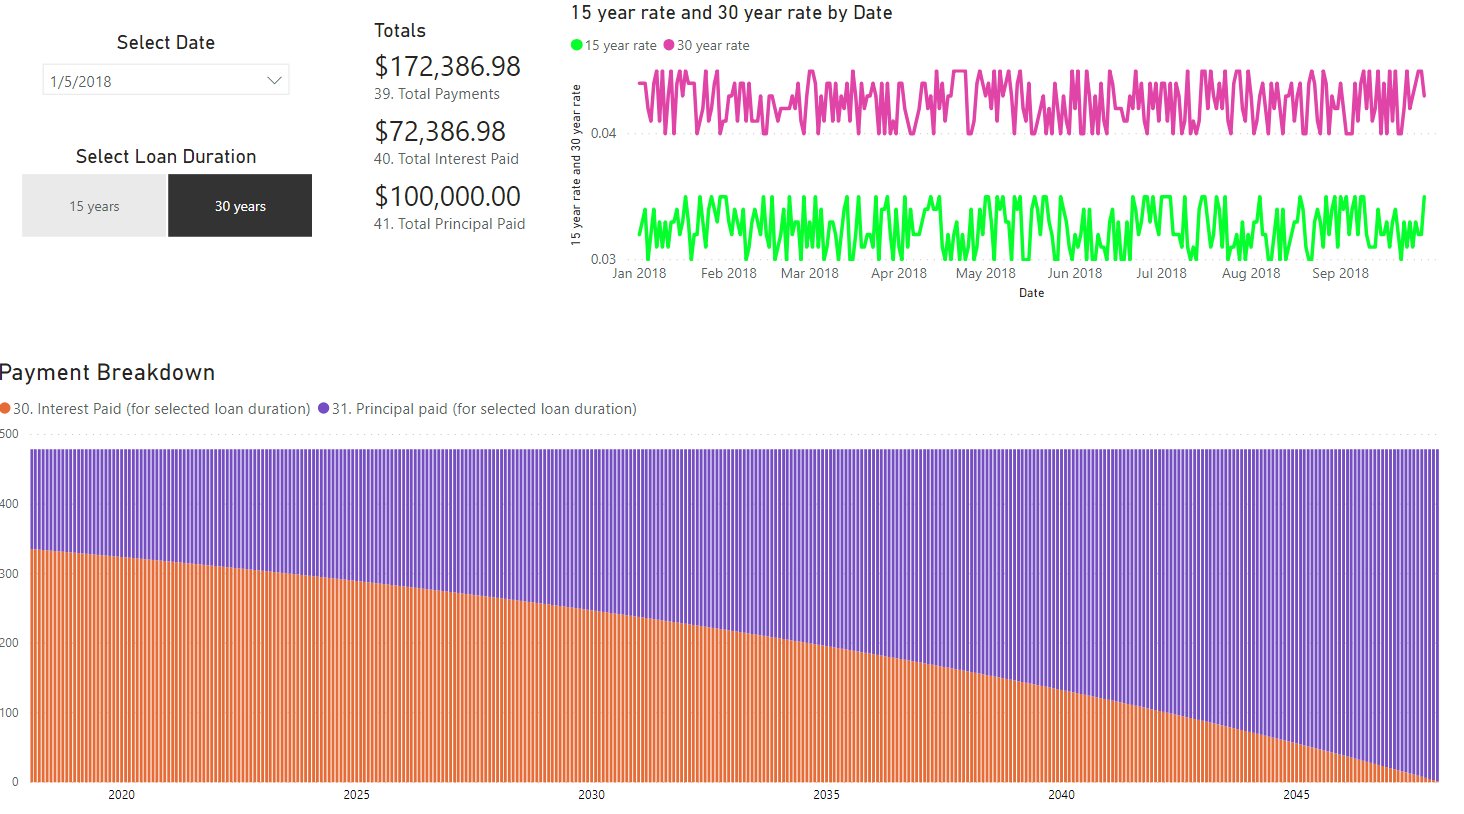 Select Date
1/5/2018
Select Loan Duration
15 years
30 years
Totals
$172,386.98
39. Total Payments
$72,386.98
40. Total Interest Paid
$100,000.00
41. Total Principal Paid
15 year rate and 30 year rate by Date
15 year rate 30 year rate
15 year rate and 30 year rate
0.04
0.03
Jan 2018 Feb 2018 Mar 2018 Apr 2018 May 2018 Jun 2018 Jul 2018 Aug 2018 Sep 2018
Date
Payment Breakdown
30. Interest Paid (for selected loan duration) 31. Principal paid (for selected loan duration)
500
400
300
200
100
0
2020 2025 2030 2035 2040 2045